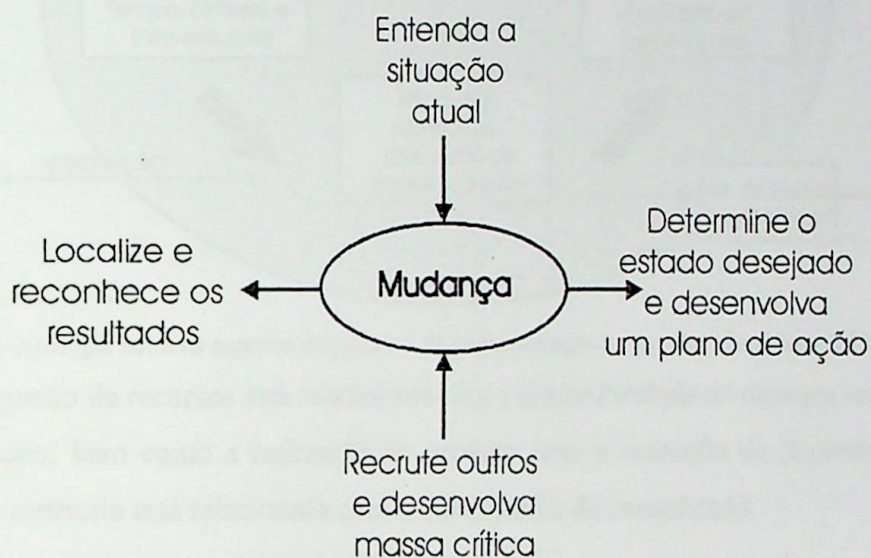 Entenda a
situação
atual
Localize e
reconhece os
resultados
Mudança
Determine o
estado desejado
e desenvolva
um plano de ação
Recrute outros
e desenvolva
massa crítica